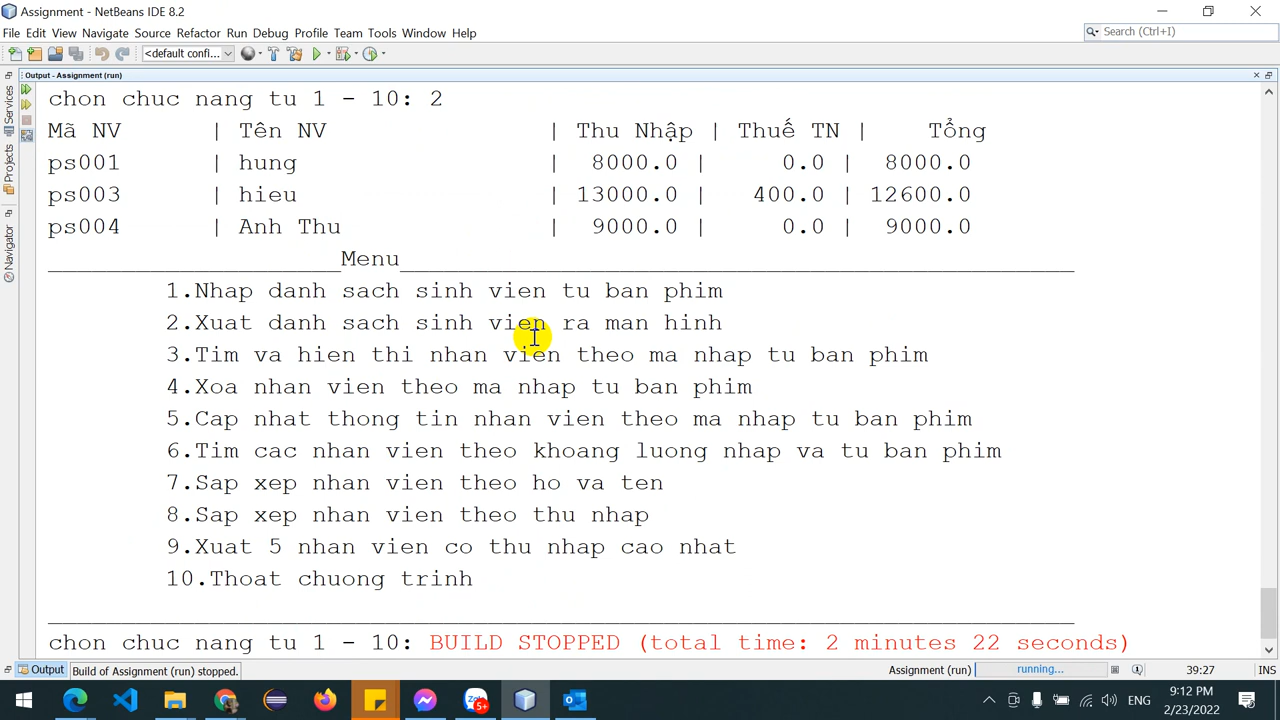 Assignment - NetBeans IDE 8.2
File Edit View Navigate Source Refactor Run Debug Profile Team Tools Window Help
Search (Ctrl+I)
<default confi...
Output - Assignment (run)
Services
Projects
Navigator
chon chuc nang tu 1 - 10: 2
Mã NV | Tên NV | Thu Nhập | Thuế TN | Tổng
ps001 | hung | 8000.0 | 0.0 | 8000.0
ps003 | hieu | 13000.0 | 400.0 | 12600.0
ps004 | Anh Thu | 9000.0 | 0.0 | 9000.0
____________________Menu______________________________________________
1.Nhap danh sach sinh vien tu ban phim
2.Xuat danh sach sinh vien ra man hinh
3.Tim va hien thi nhan vien theo ma nhap tu ban phim
4.Xoa nhan vien theo ma nhap tu ban phim
5.Cap nhat thong tin nhan vien theo ma nhap tu ban phim
6.Tim cac nhan vien theo khoang luong nhap va tu ban phim
7.Sap xep nhan vien theo ho va ten
8.Sap xep nhan vien theo thu nhap
9.Xuat 5 nhan vien co thu nhap cao nhat
10.Thoat chuong trinh
______________________________________________________________________
chon chuc nang tu 1 - 10: BUILD STOPPED (total time: 2 minutes 22 seconds)
Output
Build of Assignment (run) stopped.
Assignment (run) running...
39:27 INS
Zalo 5+
ENG
9:12 PM
2/23/2022